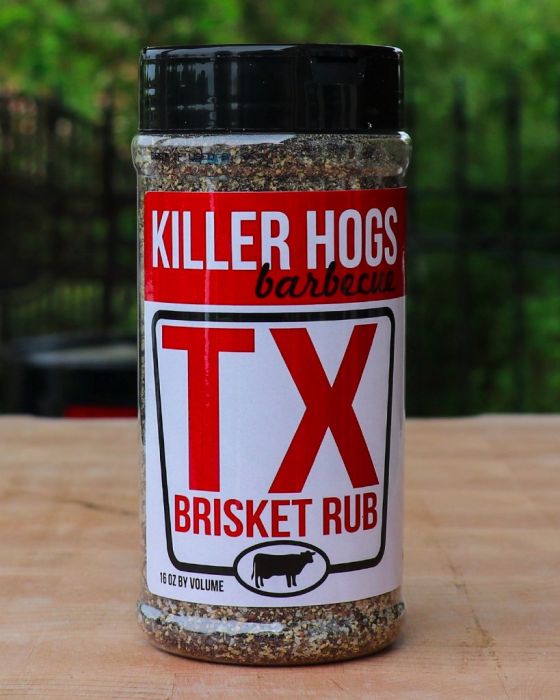 KILLER HOGS
barbecue
TX
BRISKET RUB
16 OZ BY VOLUME